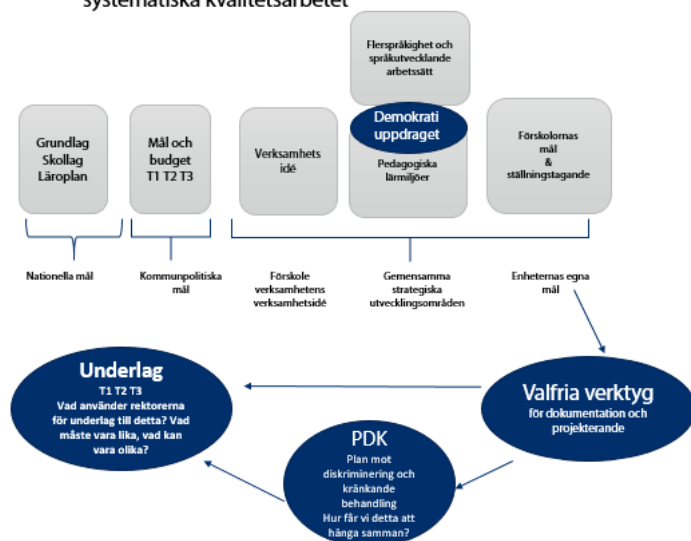 systematiska kvalitetsarbetet
Flerspråkighet och
språkutvecklande
arbetssätt
Demokrati
uppdraget
Pedagogiska
lärmiljöer
Grundlag
Skollag
Läroplan
Mål och
budget
T1 T2 T3
Verksamhets
idé
Förskolornas
mål
&
ställningstagande
Nationella mål
Kommunpolitiska
mål
Förskole
verksamhetens
verksamhetsidé
Gemensamma
strategiska
utvecklingsområden
Enheternas egna
mål
Underlag
T1 T2 T3
Vad använder rektorerna
för underlag till detta? Vad
måste vara lika, vad kan
vara olika?
Valfria verktyg
för dokumentation och
projekterande
PDK
Plan mot
diskriminering och
kränkande
behandling
Hur får vi detta att
hänga samman?